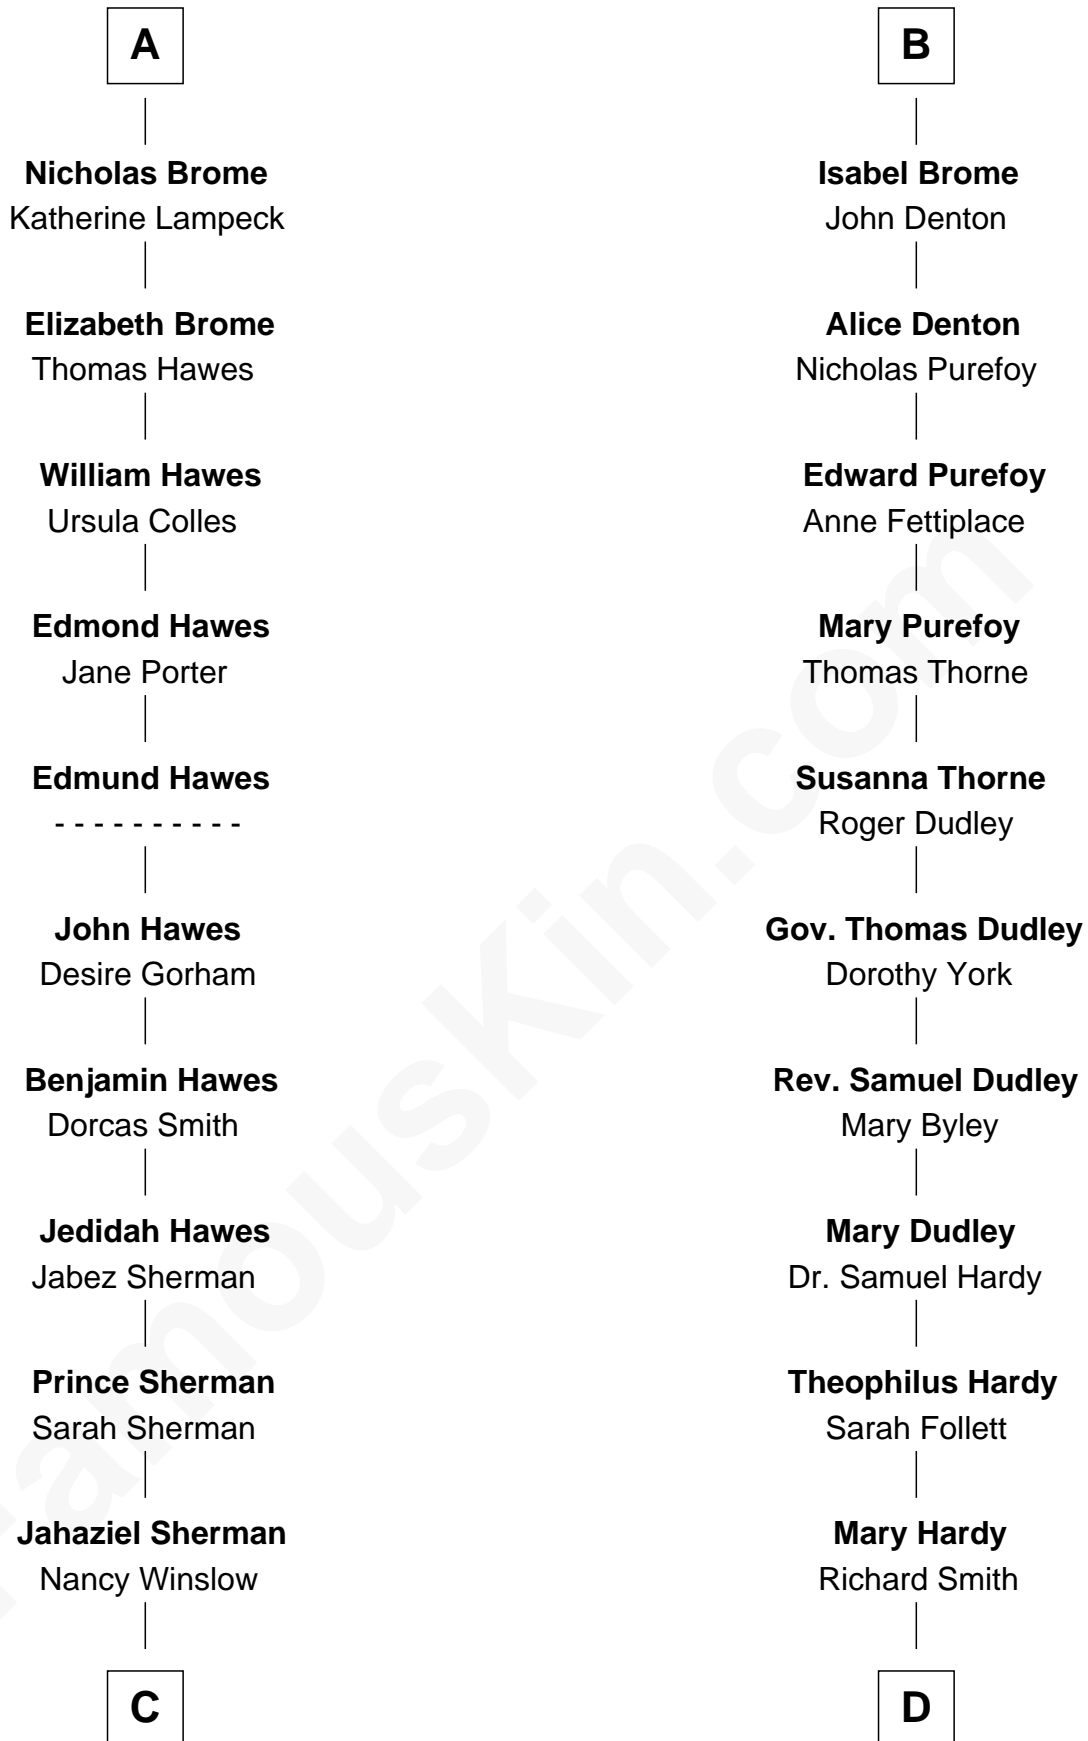 A
Nicholas Brome
Katherine Lampeck
Elizabeth Brome
Thomas Hawes
William Hawes
Ursula Colles
Edmond Hawes
Jane Porter
Edmund Hawes
- - - - - - - - - -
John Hawes
Desire Gorham
Benjamin Hawes
Dorcas Smith
Jedidah Hawes
Jabez Sherman
Prince Sherman
Sarah Sherman
Jahaziel Sherman
Nancy Winslow
C
B
Isabel Brome
John Denton
Alice Denton
Nicholas Purefoy
Edward Purefoy
Anne Fettiplace
Mary Purefoy
Thomas Thorne
Susanna Thorne
Roger Dudley
Gov. Thomas Dudley
Dorothy York
Rev. Samuel Dudley
Mary Byley
Mary Dudley
Dr. Samuel Hardy
Theophilus Hardy
Sarah Follett
Mary Hardy
Richard Smith
D
FamousKin.com